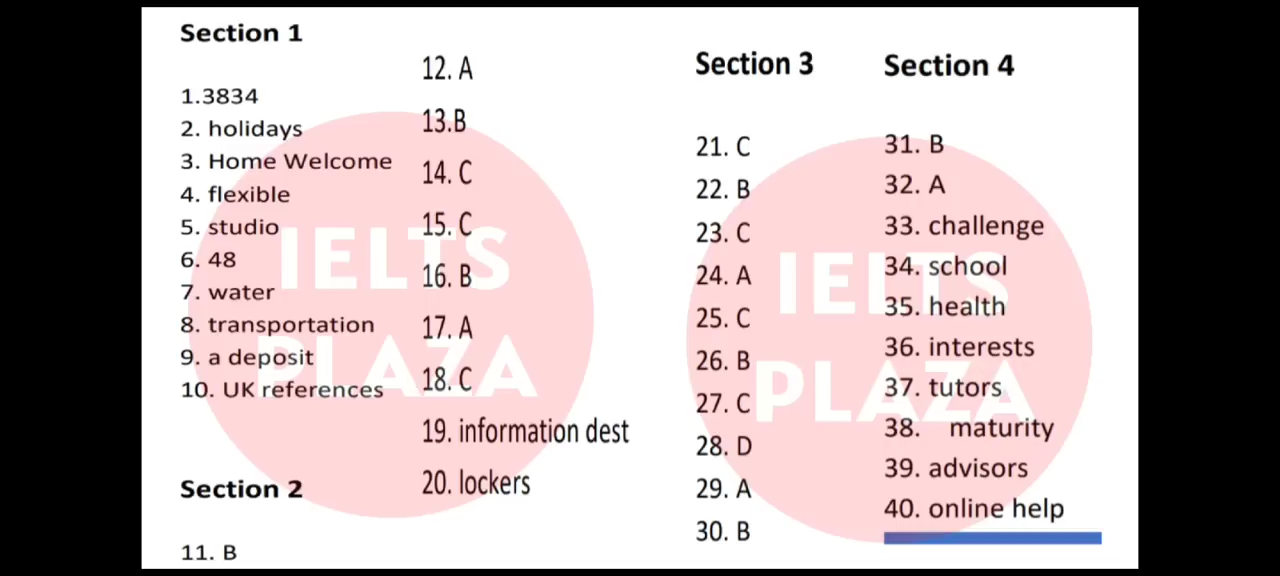 Section 1
1.3834
2. holidays
3. Home Welcome
4. flexible
5. studio
6. 48
7. water
8. transportation
9. a deposit
10. UK references
Section 2
11. B
12. A
13.B
14. C
15. C
16. B
17. A
18. C
19. information dest
20. lockers
Section 3
21. C
22. B
23. C
24. A
25. C
26. B
27. C
28. D
29. A
30. B
Section 4
31. B
32. A
33. challenge
34. school
35. health
36. interests
37. tutors
38. maturity
39. advisors
40. online help
IELTS
PLAZA
IELTS
PLAZA